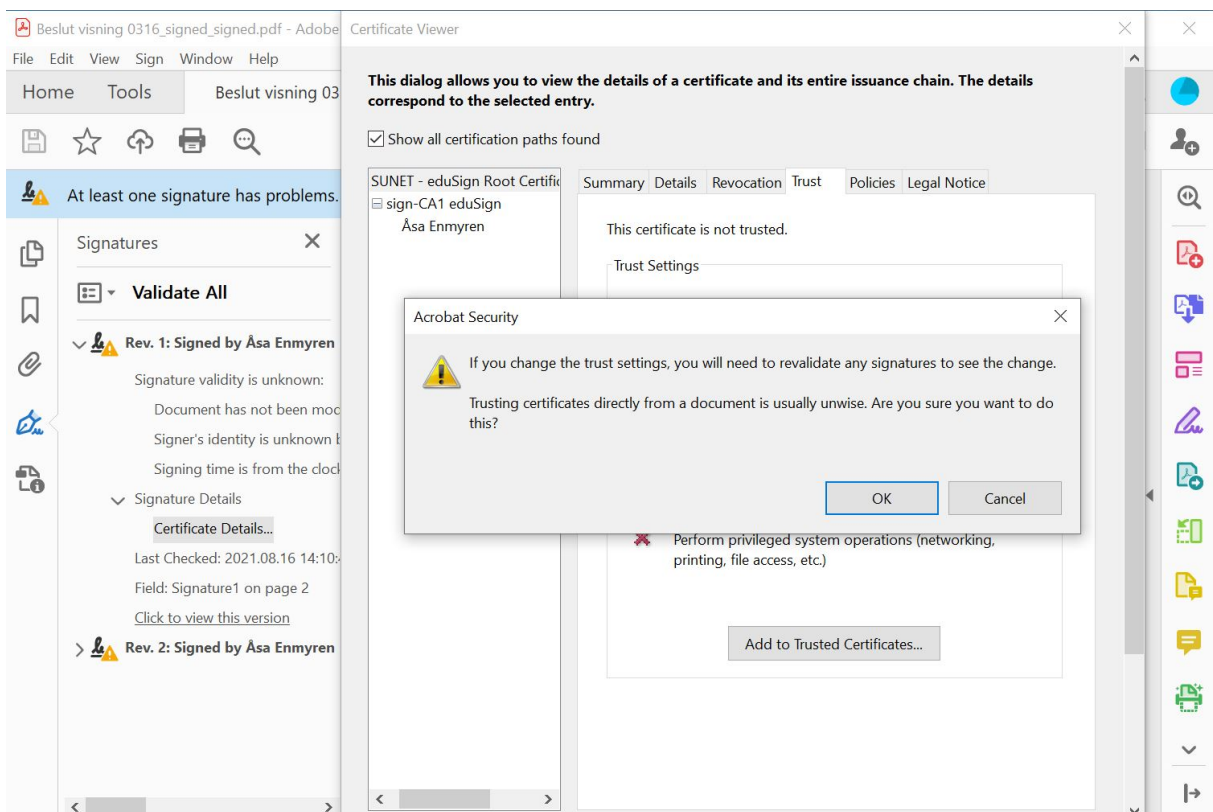 Beslut visning 0316_signed_signed.pdf - Adobe
Certificate Viewer
File Edit View Sign Window Help
Home Tools Beslut visning 03
At least one signature has problems.
Signatures
Validate All
Rev. 1: Signed by Åsa Enmyren
Signature validity is unknown:
Document has not been mod
Signer's identity is unknown
Signing time is from the clock
Signature Details
Certificate Details...
Last Checked: 2021.08.16 14:10:
Field: Signature1 on page 2
Click to view this version
Rev. 2: Signed by Åsa Enmyren
This dialog allows you to view the details of a certificate and its entire issuance chain. The details
correspond to the selected entry.
Show all certification paths found
SUNET - eduSign Root Certific
sign-CA1 eduSign
Åsa Enmyren
Summary Details Revocation Trust Policies Legal Notice
This certificate is not trusted.
Trust Settings
Acrobat Security
If you change the trust settings, you will need to revalidate any signatures to see the change.
Trusting certificates directly from a document is usually unwise. Are you sure you want to do
this?
OK Cancel
Perform privileged system operations (networking,
printing, file access, etc.)
Add to Trusted Certificates...